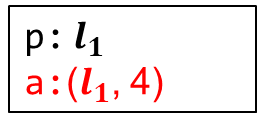 p: l₁
a:(l₁, 4)